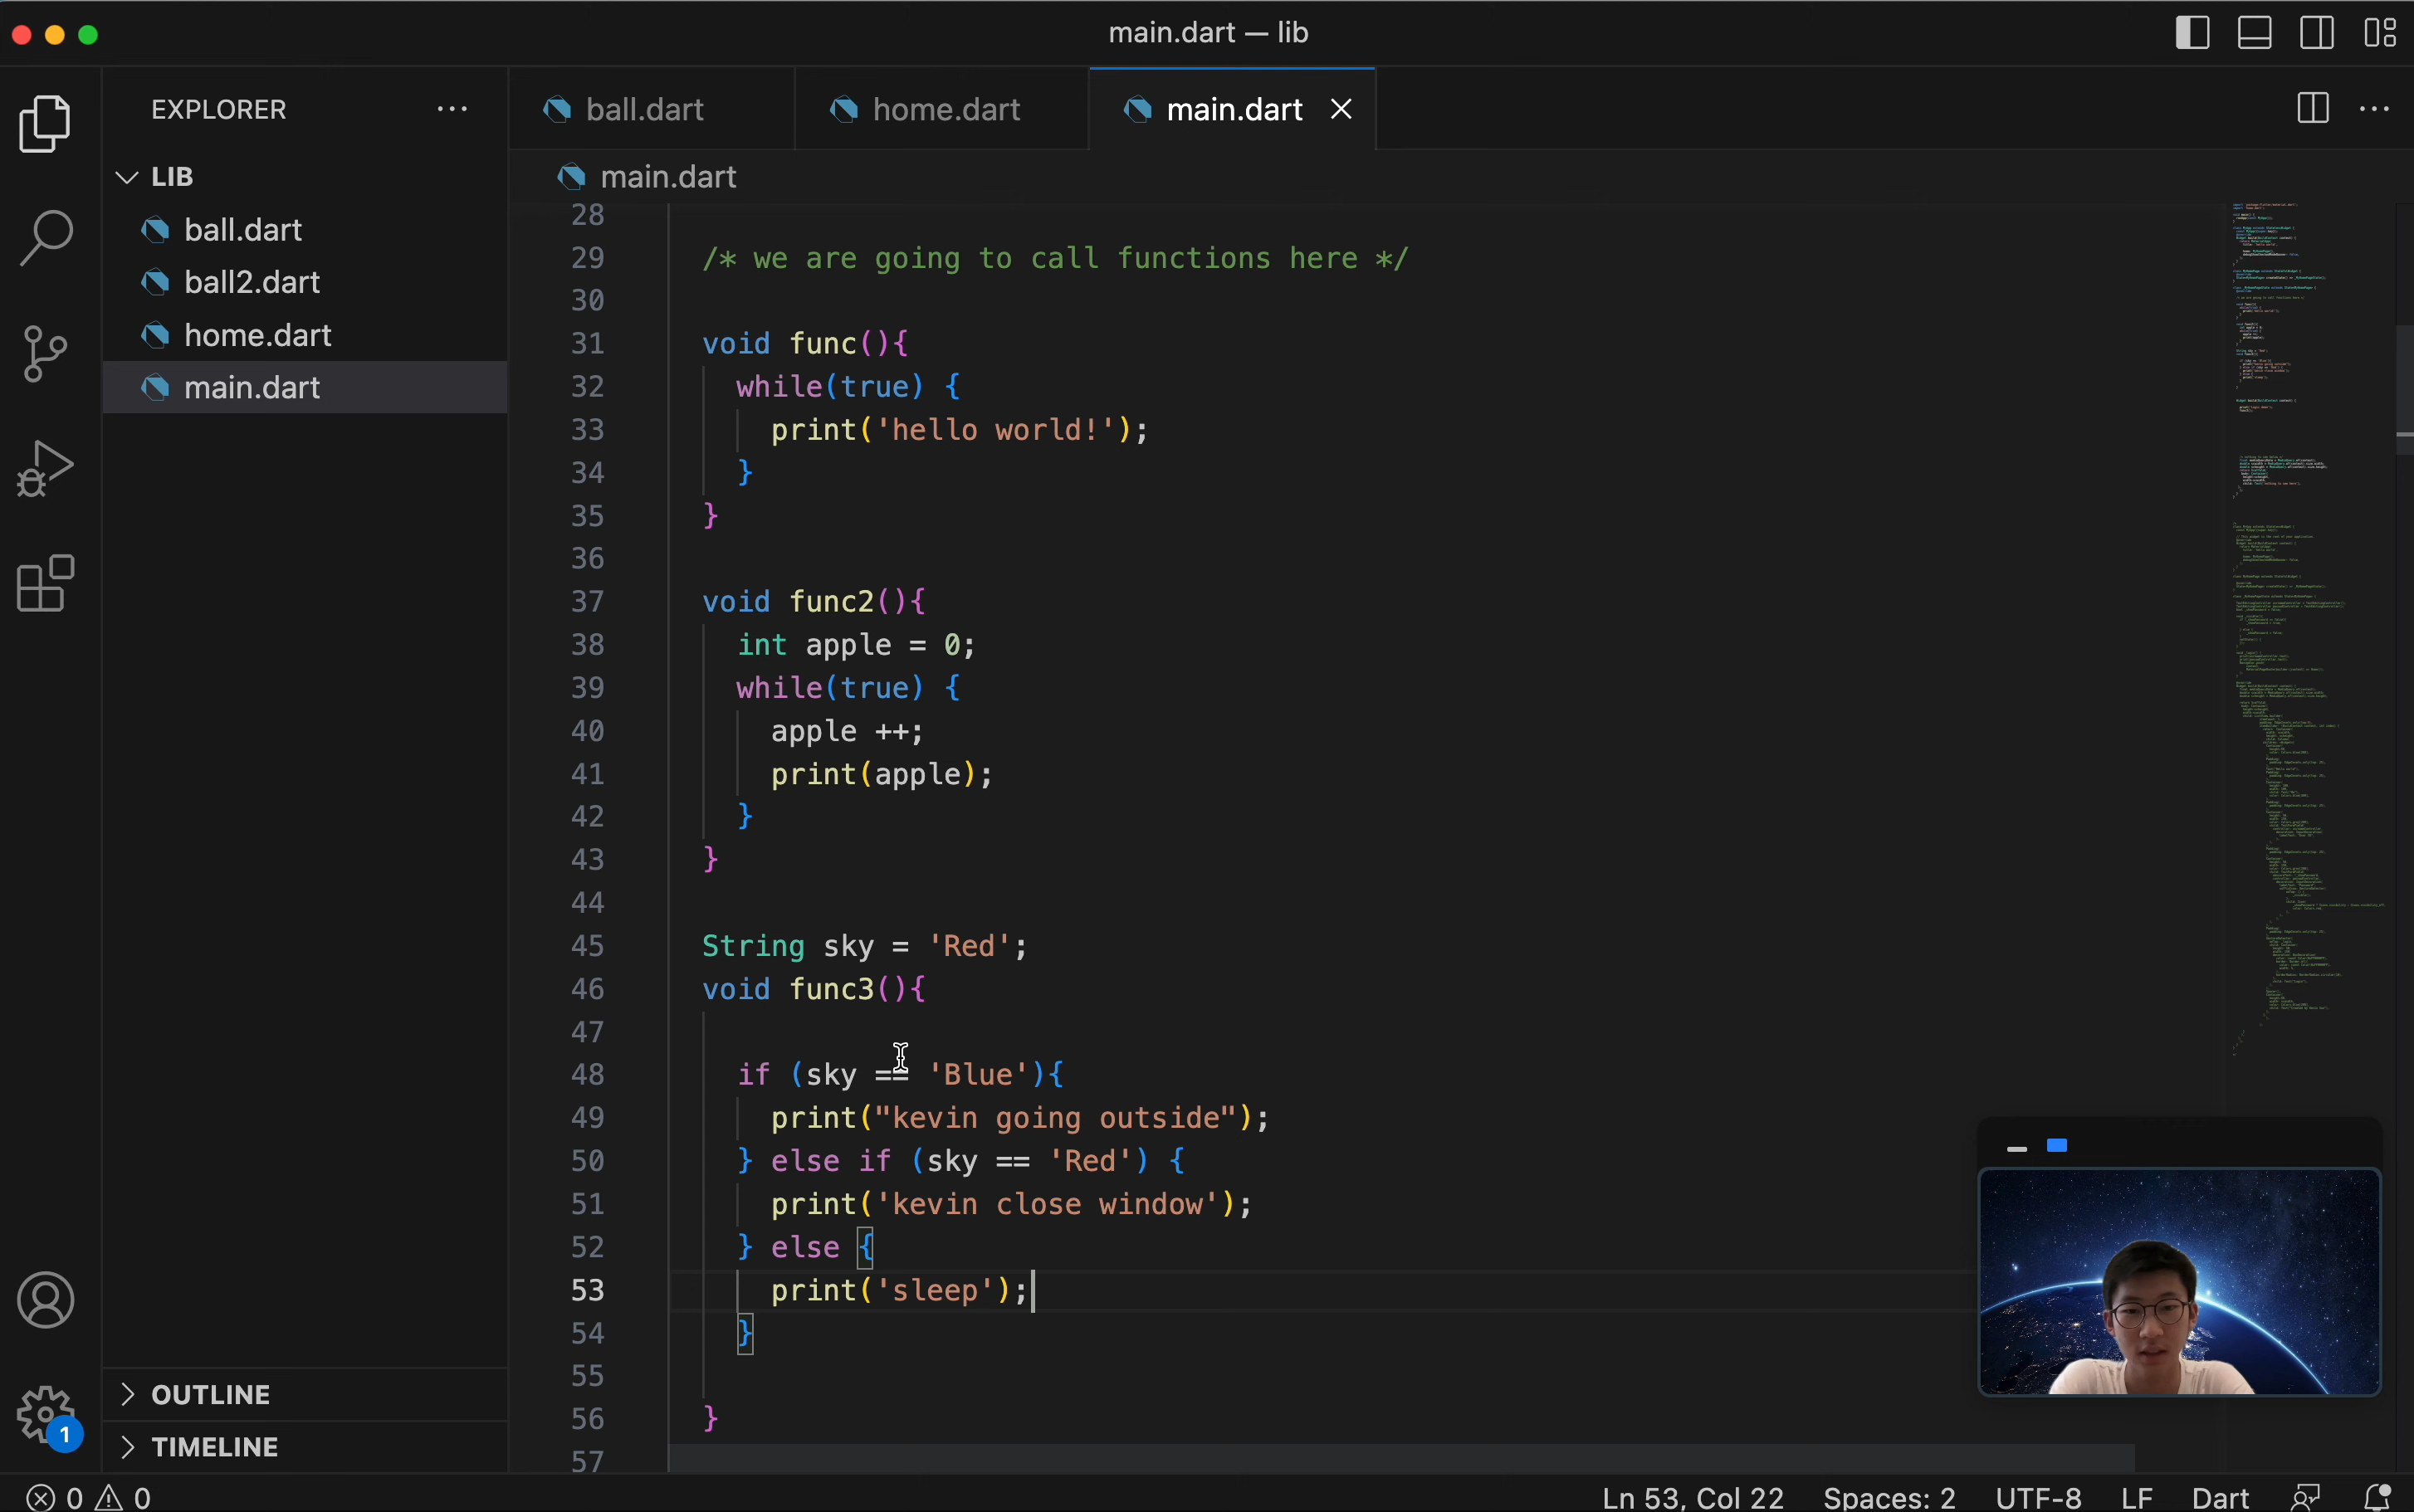 main.dart — lib
EXPLORER
ball.dart
home.dart
main.dart
LIB
ball.dart
ball2.dart
home.dart
main.dart
OUTLINE
TIMELINE
1
main.dart
28
29 /* we are going to call functions here */
30
31 void func(){
32 while(true) {
33 print('hello world!');
34 }
35 }
36
37 void func2(){
38 int apple = 0;
39 while(true) {
40 apple ++;
41 print(apple);
42 }
43 }
44
45 String sky = 'Red';
46 void func3(){
47
48 if (sky == 'Blue'){
49 print("kevin going outside");
50 } else if (sky == 'Red') {
51 print('kevin close window');
52 } else {
53 print('sleep');
54 }
55
56 }
57
0 0
Ln 53, Col 22 Spaces: 2 UTF-8 LF Dart